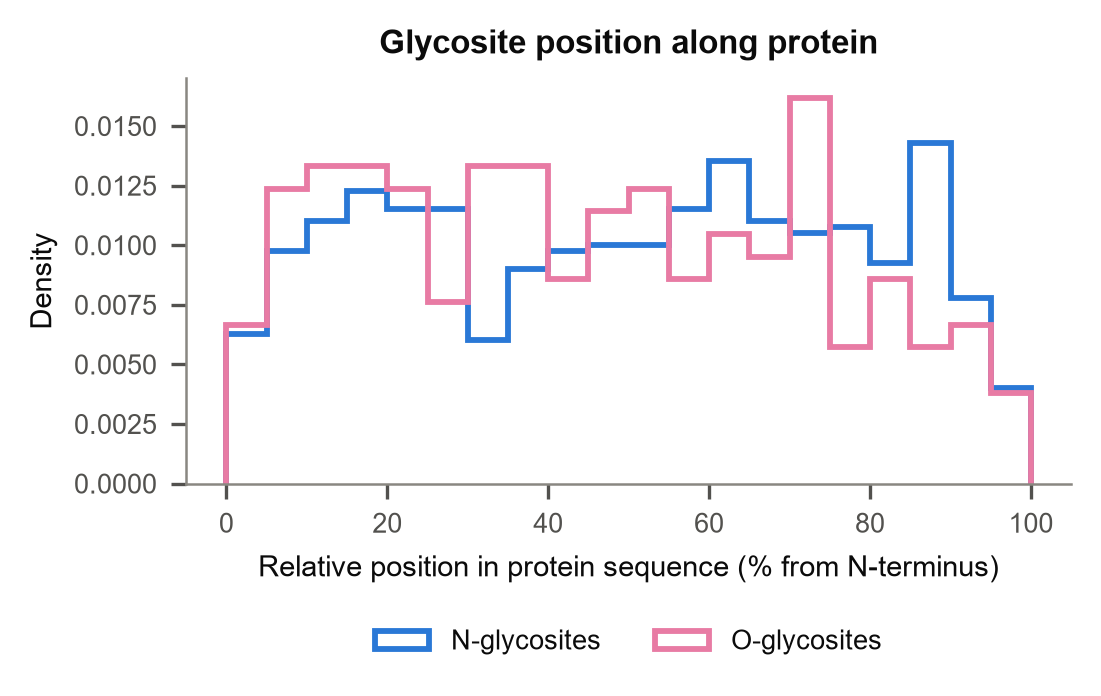 Glycosite position along protein
0.0150
0.0125
0.0100
0.0075
0.0050
0.0025
0.0000
Density
0 20 40 60 80 100
Relative position in protein sequence (% from N-terminus)
N-glycosites O-glycosites